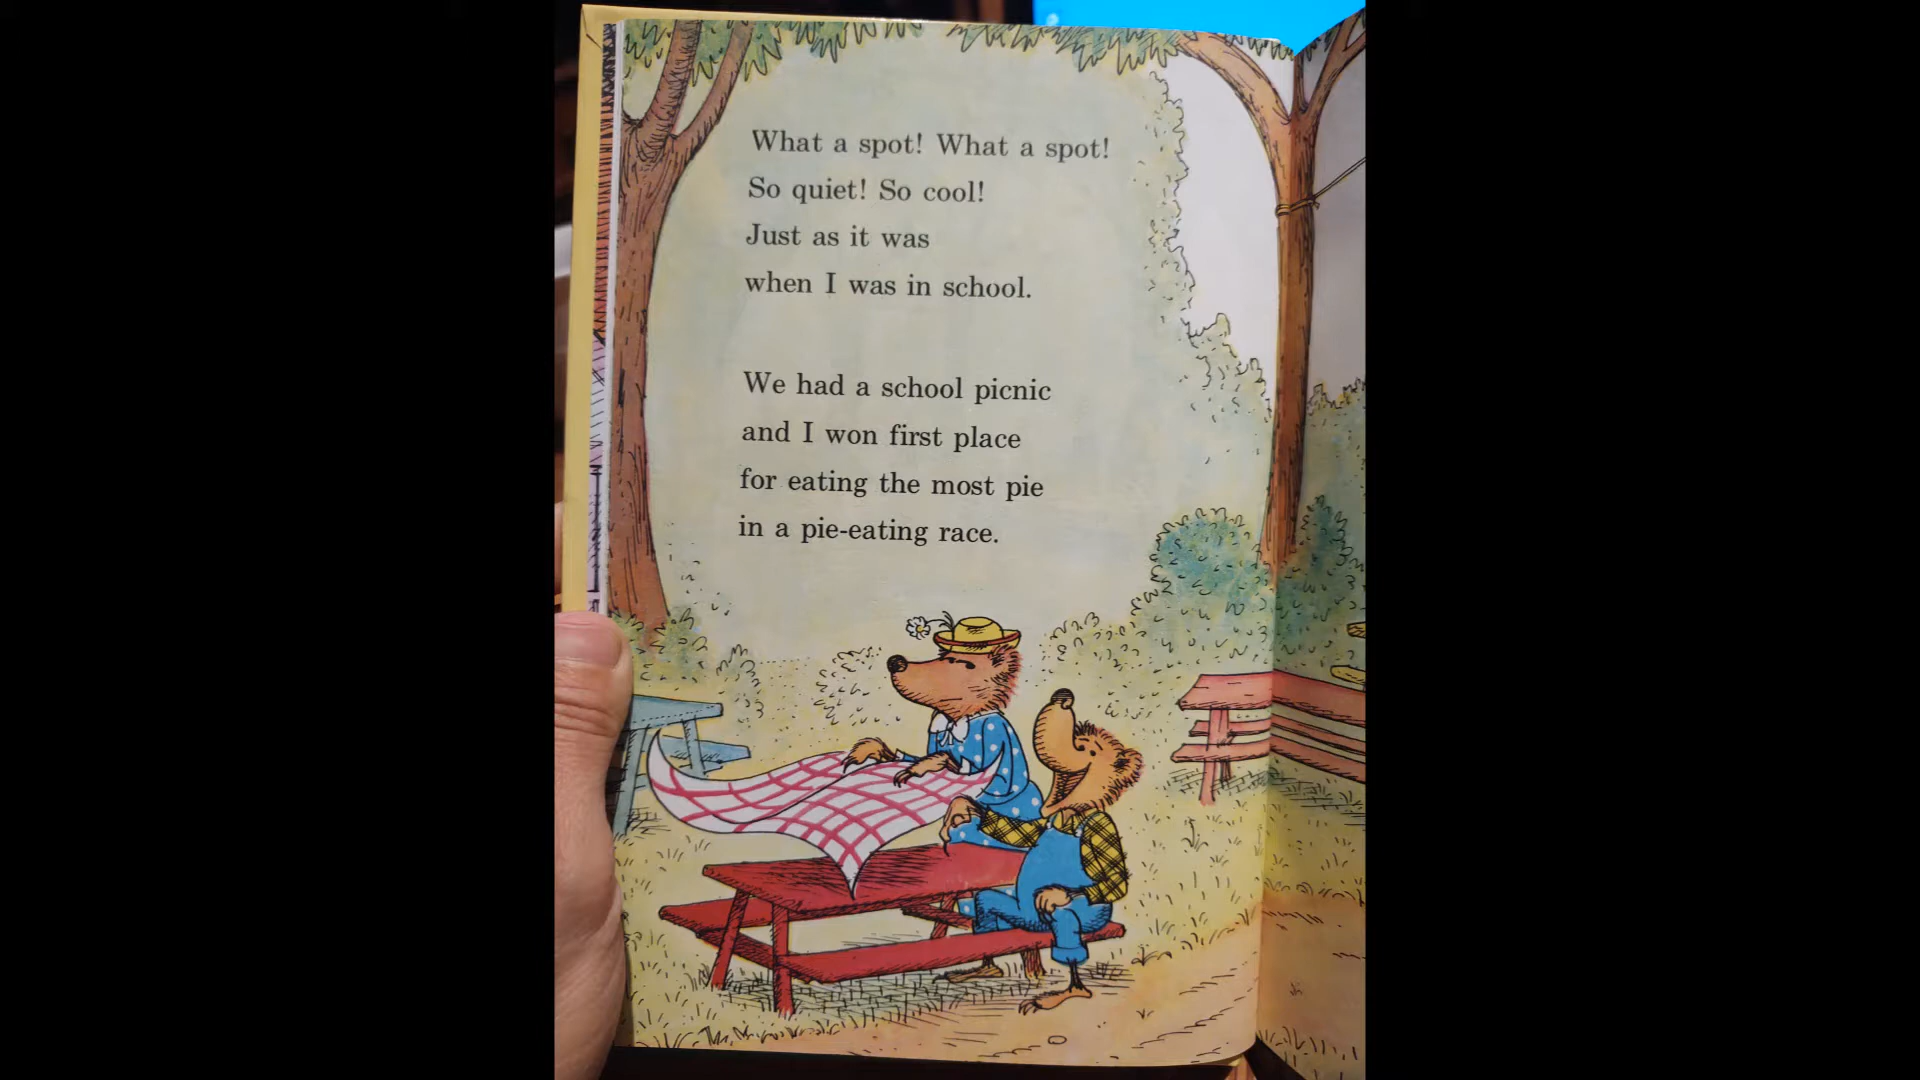 What a spot! What a spot!
So quiet! So cool!
Just as it was
when I was in school.
We had a school picnic
and I won first place
for eating the most pie
in a pie-eating race.